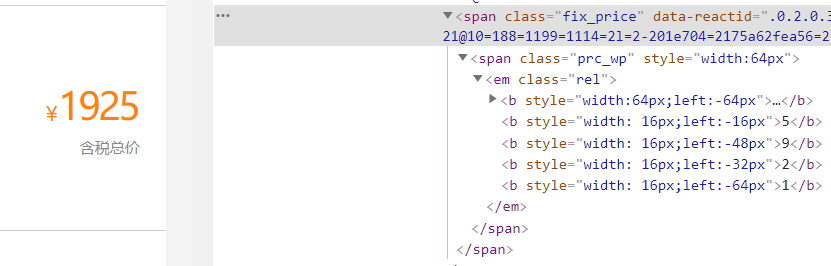 ¥1925
含税总价
… ▼<span class="fix_price" data-reactid=".0.2.0.3
21@10=188=1199=1114=2l=2-201e704=2175a62fea56=2
▼<span class="prc_wp" style="width:64px">
▼<em class="rel">
▶<b style="width:64px;left:-64px">…</b>
<b style="width: 16px;left:-16px">5</b>
<b style="width: 16px;left:-48px">9</b>
<b style="width: 16px;left:-32px">2</b>
<b style="width: 16px;left:-64px">1</b>
</em>
</span>
</span>